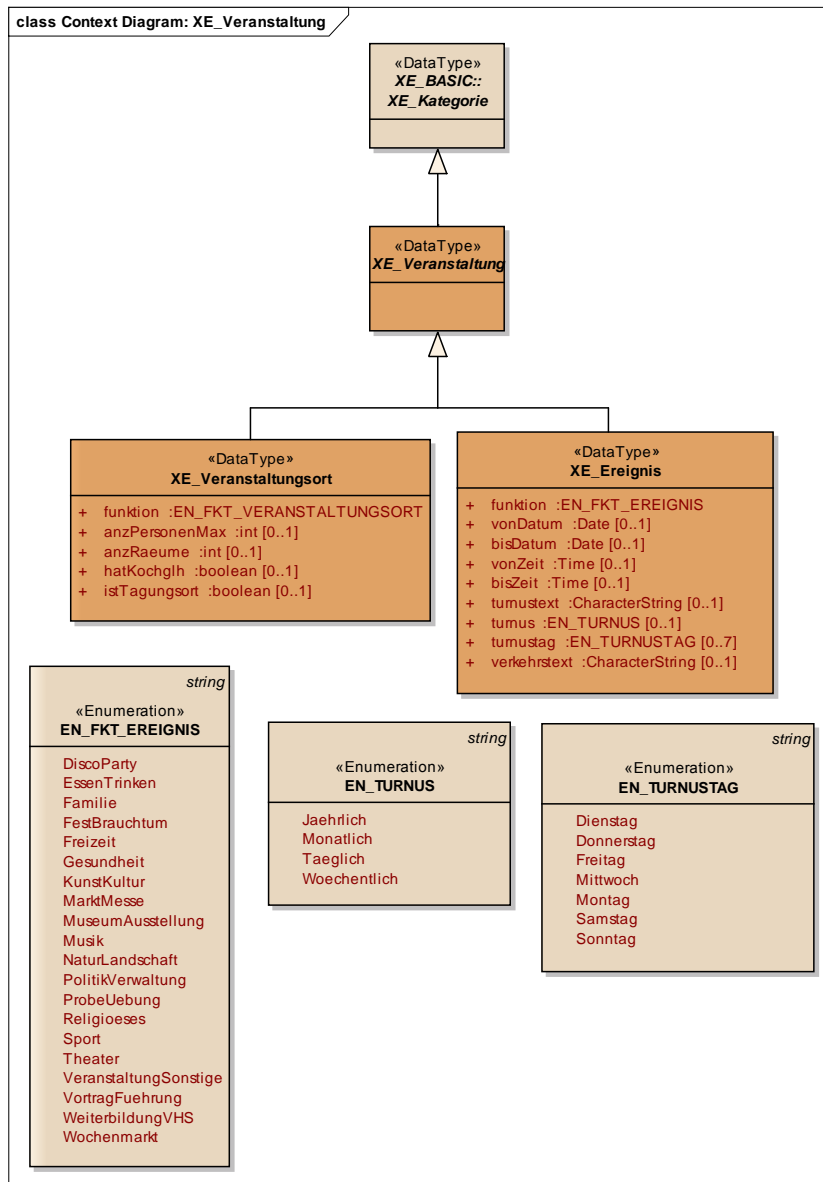 class Context Diagram: XE_Veranstaltung
«DataType»
XE_BASIC::
XE_Kategorie
«DataType»
XE_Veranstaltung
«DataType»
XE_Veranstaltungsort
+ funktion :EN_FKT_VERANSTALTUNGSORT
+ anzPersonenMax :int [0..1]
+ anzRaeume :int [0..1]
+ hatKochglh :boolean [0..1]
+ istTagungsort :boolean [0..1]
«DataType»
XE_Ereignis
+ funktion :EN_FKT_EREIGNIS
+ vonDatum :Date [0..1]
+ bisDatum :Date [0..1]
+ vonZeit :Time [0..1]
+ bisZeit :Time [0..1]
+ turnustext :CharacterString [0..1]
+ turnus :EN_TURNUS [0..1]
+ turnustag :EN_TURNUSTAG [0..7]
+ verkehrstext :CharacterString [0..1]
string
«Enumeration»
EN_FKT_EREIGNIS
DiscoParty
EssenTrinken
Familie
FestBrauchtum
Freizeit
Gesundheit
KunstKultur
MarktMesse
MuseumAusstellung
Musik
NaturLandschaft
PolitikVerwaltung
ProbeUebung
Religioeses
Sport
Theater
VeranstaltungSonstige
VortragFuehrung
WeiterbildungVHS
Wochenmarkt
string
«Enumeration»
EN_TURNUS
Jaehrlich
Monatlich
Taeglich
Woechentlich
string
«Enumeration»
EN_TURNUSTAG
Dienstag
Donnerstag
Freitag
Mittwoch
Montag
Samstag
Sonntag